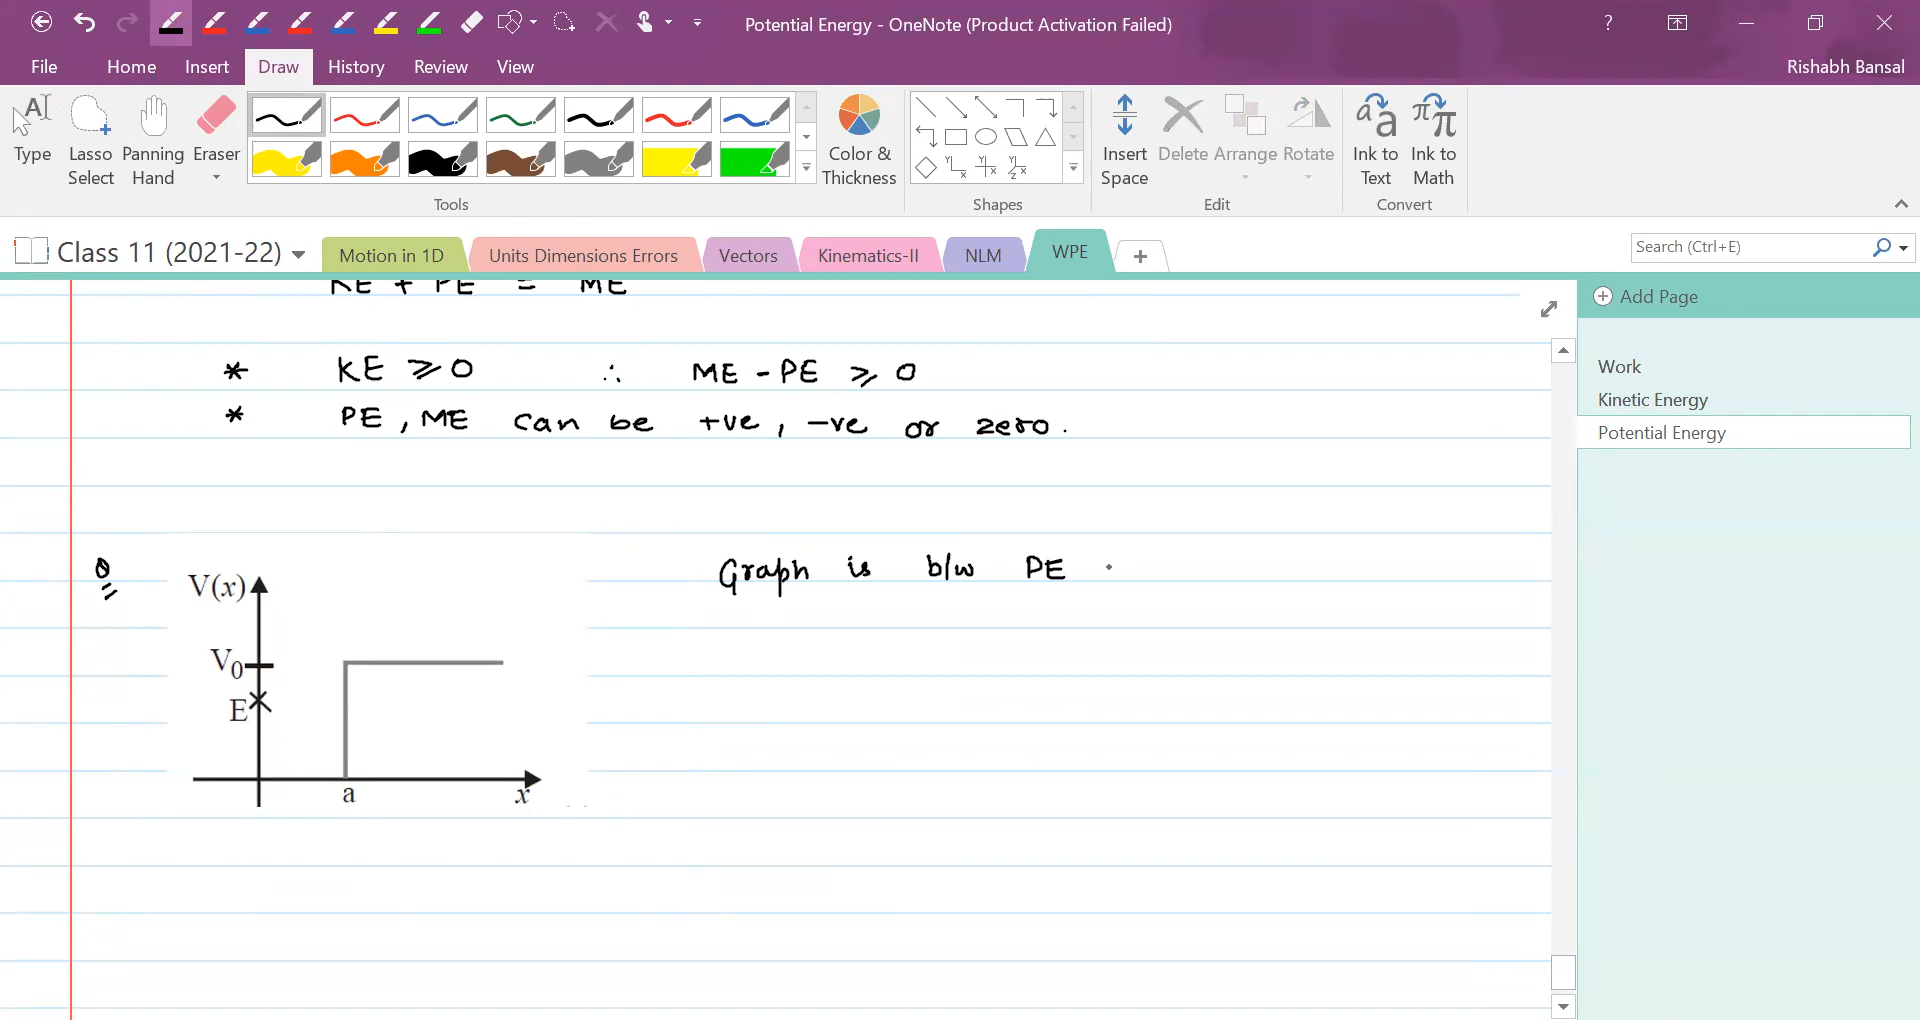 Potential Energy - OneNote (Product Activation Failed)
?
File Home Insert Draw History Review View
Rishabh Bansal
Type
Lasso Select
Panning Hand
Eraser
Color & Thickness
Insert Space
Delete
Arrange
Rotate
Ink to Text
Ink to Math
Tools
Shapes
Edit
Convert
Class 11 (2021-22)
Motion in 1D
Units Dimensions Errors
Vectors
Kinematics-II
NLM
WPE
+
Search (Ctrl+E)
Add Page
Work
Kinetic Energy
Potential Energy
KE + PE = ME
* KE ⩾ 0 ∴ ME - PE ⩾ 0
* PE, ME can be +ve, -ve or zero.
Q
Graph is b/w PE
V(x)
V0
E
a
x